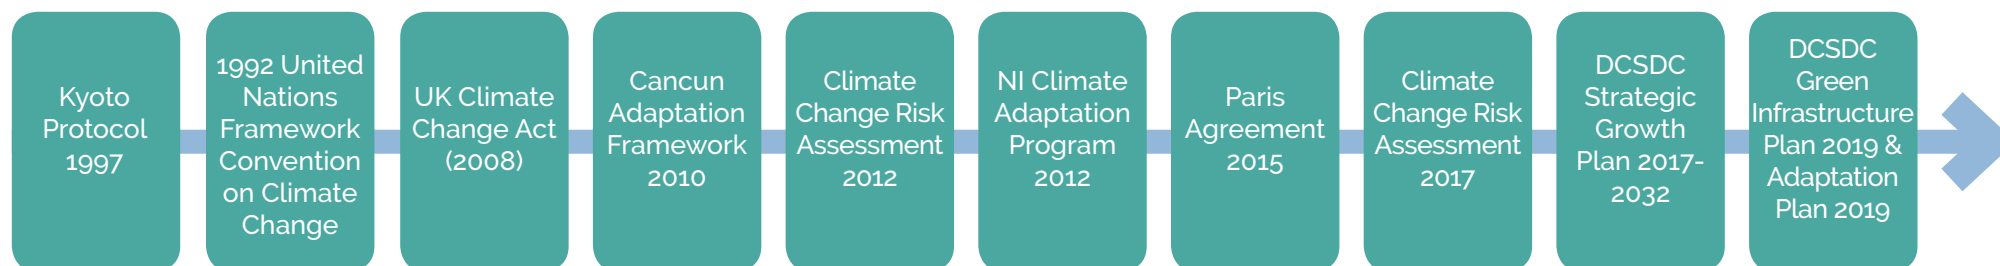 Kyoto
Protocol
1997
1992 United
Nations
Framework
Convention
on Climate
Change
UK Climate
Change Act
(2008)
Cancun
Adaptation
Framework
2010
Climate
Change Risk
Assessment
2012
NI Climate
Adaptation
Program
2012
Paris
Agreement
2015
Climate
Change Risk
Assessment
2017
DCSDC
Strategic
Growth
Plan 2017-
2032
DCSDC
Green
Infrastructure
Plan 2019 &
Adaptation
Plan 2019